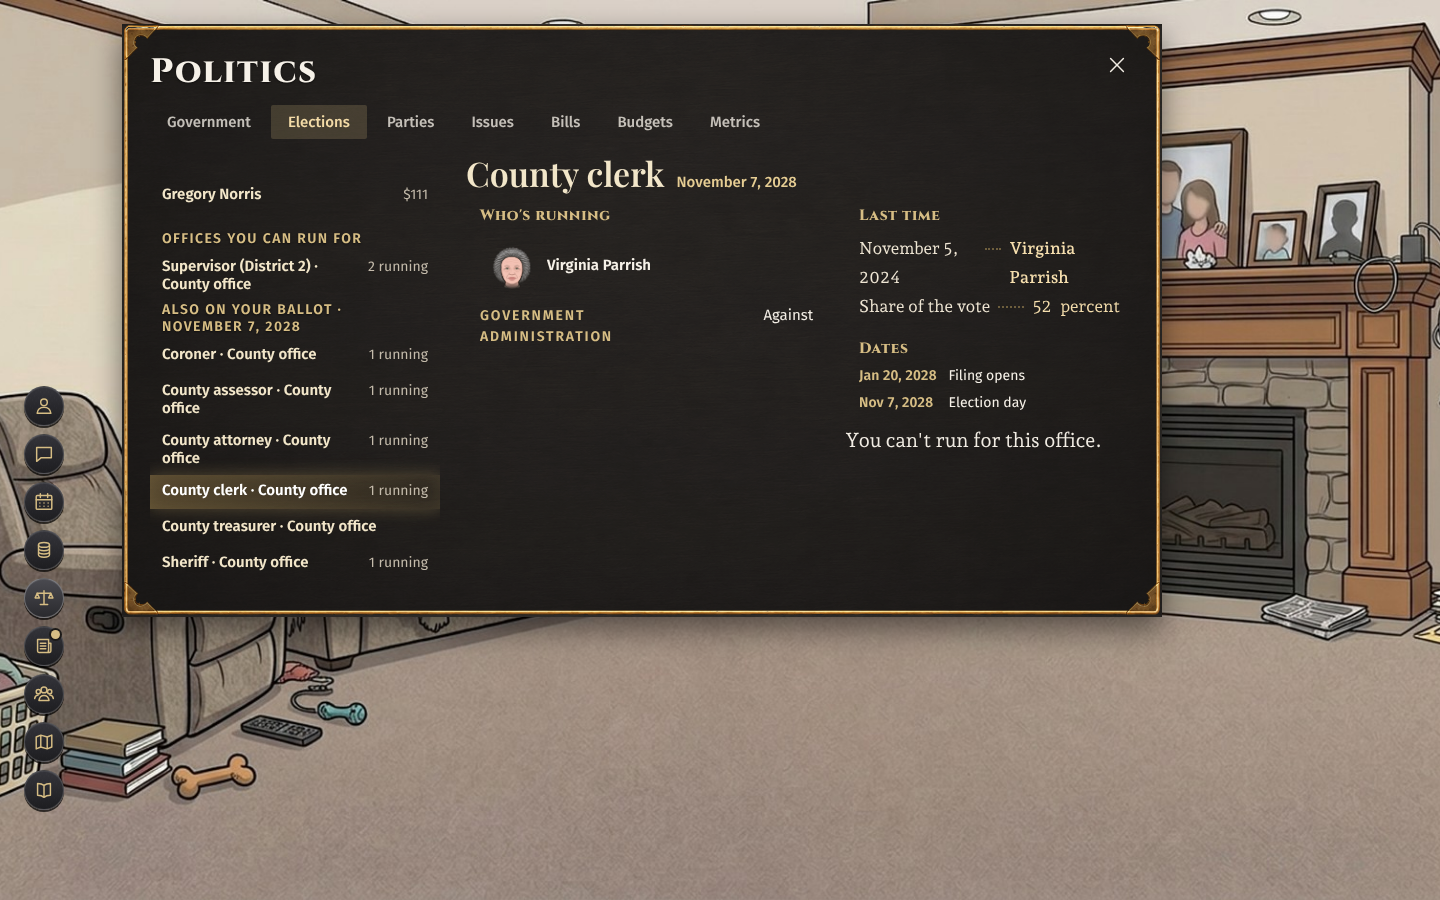 Politics
Government
Elections
Parties
Issues
Bills
Budgets
Metrics
Gregory Norris $111
OFFICES YOU CAN RUN FOR
Supervisor (District 2) · 2 running
County office
ALSO ON YOUR BALLOT ·
NOVEMBER 7, 2028
Coroner · County office 1 running
County assessor · County 1 running
office
County attorney · County 1 running
office
County clerk · County office 1 running
County treasurer · County office
Sheriff · County office 1 running
County clerk November 7, 2028
Who's running
Virginia Parrish
GOVERNMENT Against
ADMINISTRATION
Last time
November 5, ····· Virginia
2024 Parrish
Share of the vote ······· 52 percent
Dates
Jan 20, 2028 Filing opens
Nov 7, 2028 Election day
You can't run for this office.